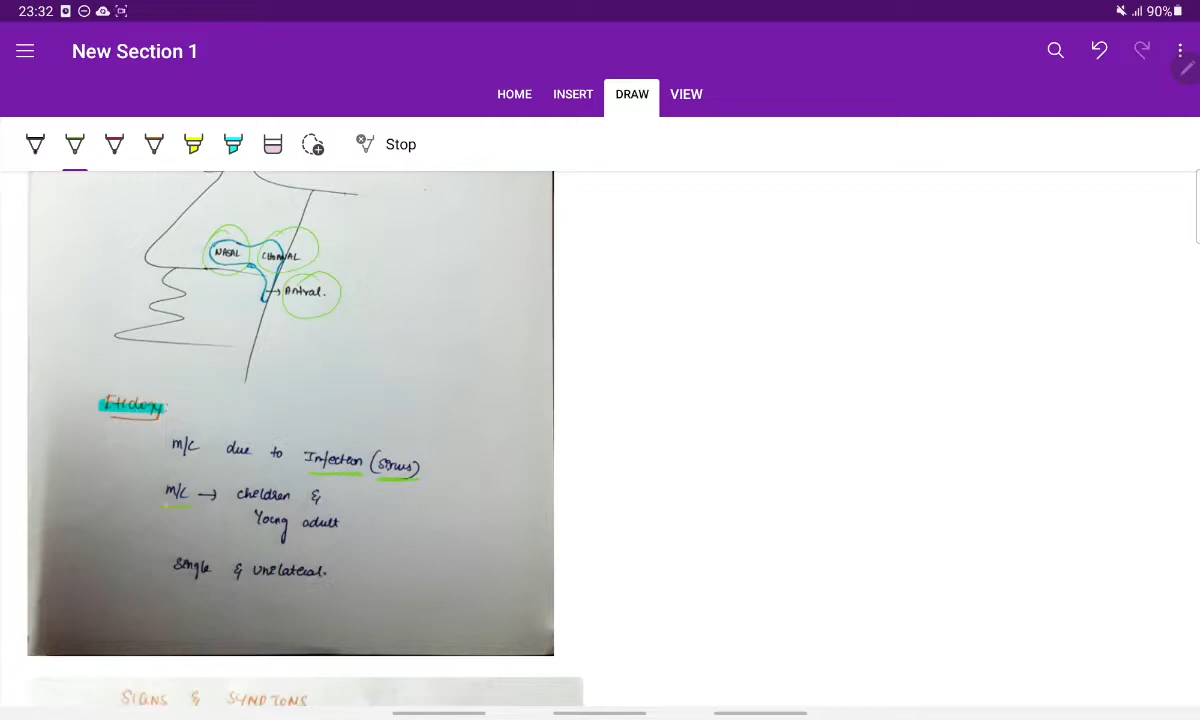 23:32
90%
New Section 1
HOME INSERT DRAW VIEW
Stop
NASAL CHOANAL
→ Antral.
Etiology:
m/c due to Infection (sinus)
m/c → children &
Young adult
Single & unilateral.
SIGNS & SYMPTOMS